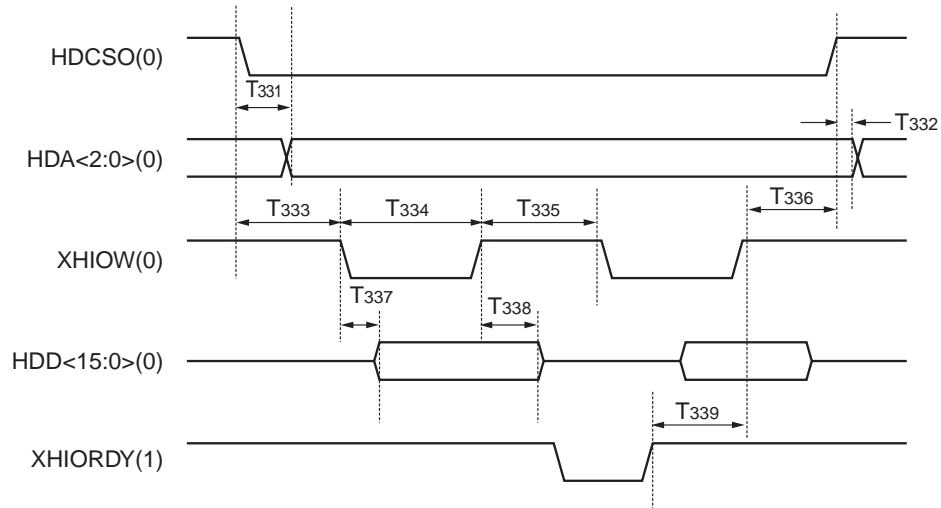 HDCSO(0)
T331
T332
HDA<2:0>(0)
T333
T334
T335
T336
XHIOW(0)
T337
T338
HDD<15:0>(0)
T339
XHIORDY(1)